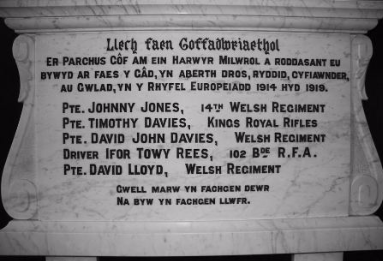 Llech faen Goffadwriaethol
Er Parchus Côf am ein Harwyr Milwrol a roddasant eu
bywyd ar faes y Gâd, yn aberth dros, ryddid, cyfiawnder,
au Gwlad, yn y Rhyfel Europeiadd 1914 hyd 1919.
Pte. Johnny Jones, 14th Welsh Regiment
Pte. Timothy Davies, Kings Royal Rifles
Pte. David John Davies, Welsh Regiment
Driver Ifor Towy Rees, 102 Bde R.F.A.
Pte. David Lloyd, Welsh Regiment
Gwell marw yn fachgen dewr
Na byw yn fachgen llwfr.